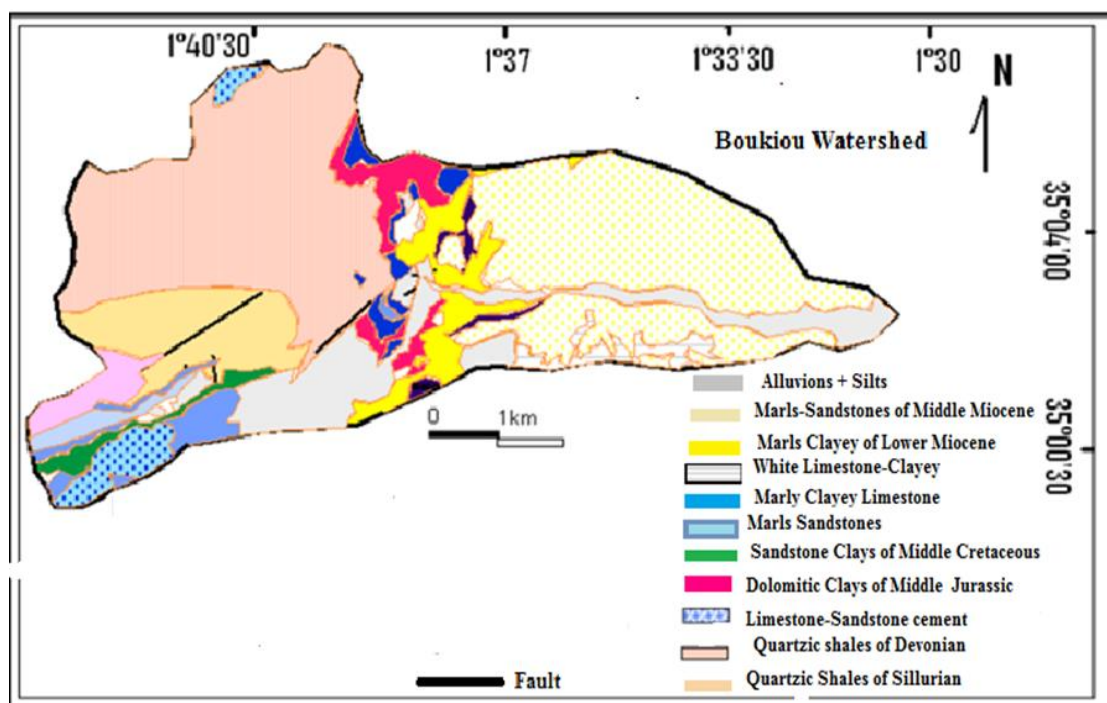 1°40'30 1°37 1°33'30 1°30
N
Boukiou Watershed
35°04'00
35°00'30
0 1km
Alluvions + Silts
Marls-Sandstones of Middle Miocene
Marls Clayey of Lower Miocene
White Limestone-Clayey
Marly Clayey Limestone
Marls Sandstones
Sandstone Clays of Middle Cretaceous
Dolomitic Clays of Middle Jurassic
Limestone-Sandstone cement
Quartzic shales of Devonian
Quartzic Shales of Sillurian
Fault